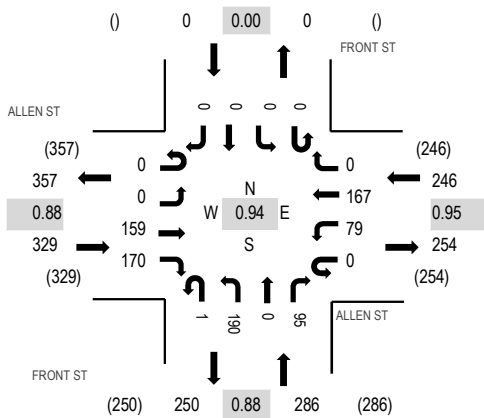 () 0 0.00 0 ()
FRONT ST
ALLEN ST
0 0 0 0
(357) 0 0 (246)
357 246
0 N 167
0.88 W 0.94 E 0.95
159 S 79
329 254
170 0
(329) (254)
1 190 0 95
ALLEN ST
FRONT ST
(250) 250 0.88 286 (286)